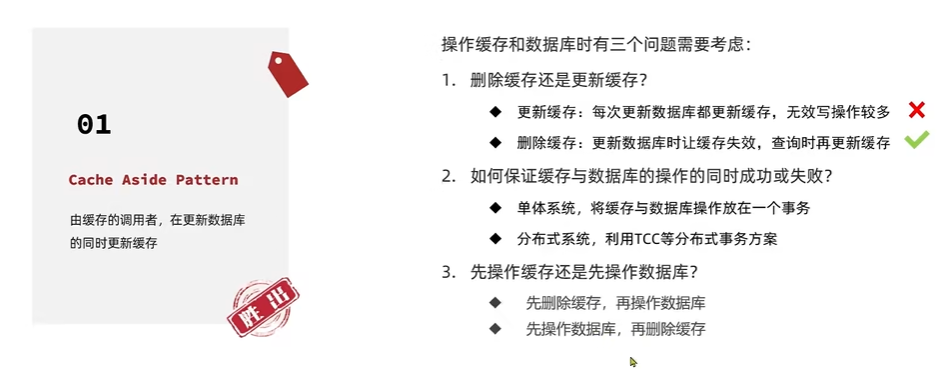 01
Cache Aside Pattern
由缓存的调用者，在更新数据库
的同时更新缓存
胜出
操作缓存和数据库时有三个问题需要考虑：
1. 删除缓存还是更新缓存？
◆ 更新缓存：每次更新数据库都更新缓存，无效写操作较多
◆ 删除缓存：更新数据库时让缓存失效，查询时再更新缓存
2. 如何保证缓存与数据库的操作的同时成功或失败？
◆ 单体系统，将缓存与数据库操作放在一个事务
◆ 分布式系统，利用TCC等分布式事务方案
3. 先操作缓存还是先操作数据库？
◆ 先删除缓存，再操作数据库
◆ 先操作数据库，再删除缓存